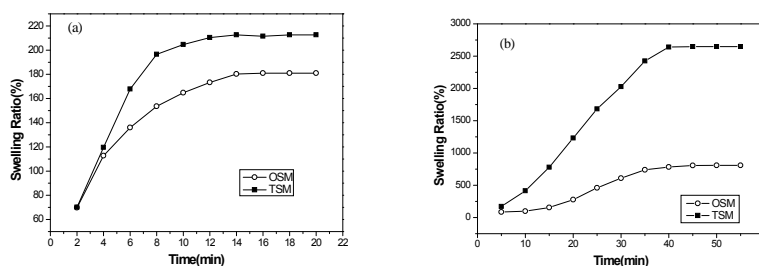 (a)
Swelling Ratio(%)
220
200
180
160
140
120
100
80
60
OSM
TSM
0 2 4 6 8 10 12 14 16 18 20 22
Time(min)
(b)
Swelling Ratio(%)
3000
2500
2000
1500
1000
500
0
OSM
TSM
0 10 20 30 40 50
Time(min)